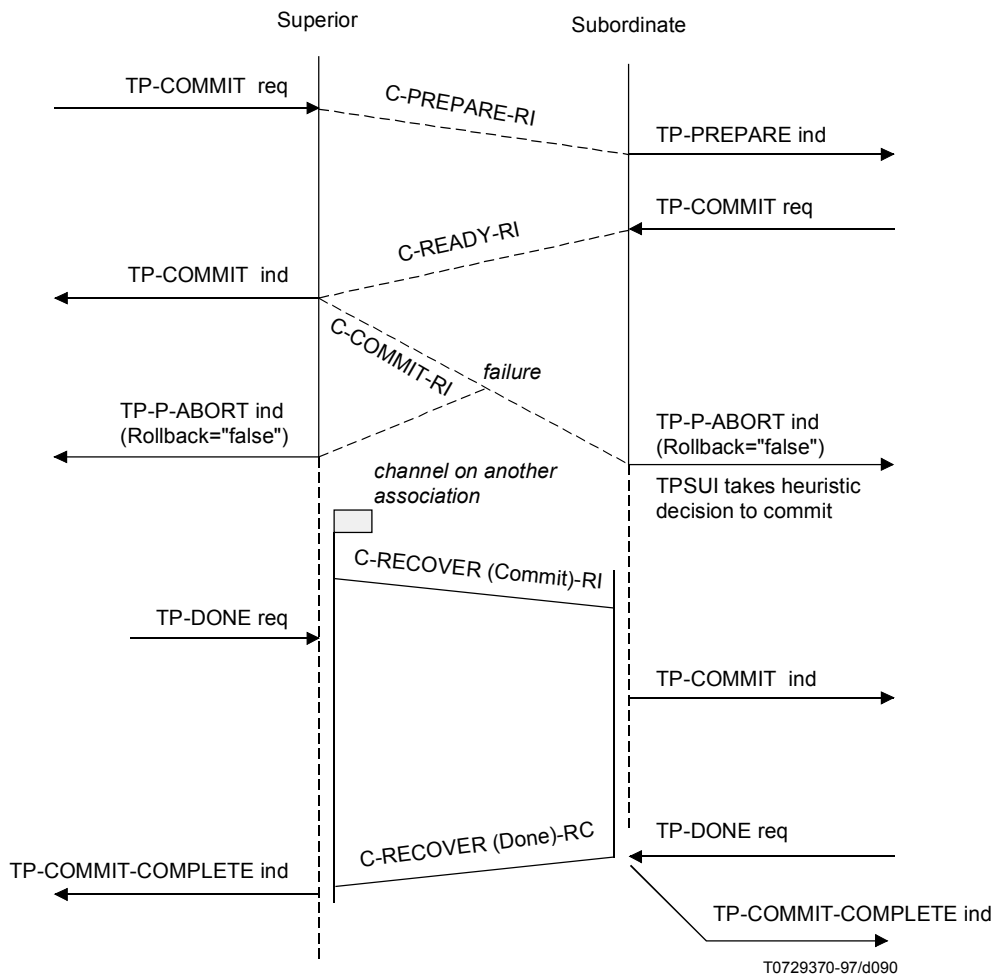 Superior
Subordinate
TP-COMMIT req
C-PREPARE-RI
TP-PREPARE ind
TP-COMMIT req
C-READY-RI
TP-COMMIT ind
C-COMMIT-RI
failure
TP-P-ABORT ind
(Rollback="false")
TP-P-ABORT ind
(Rollback="false")
channel on another
association
TPSUI takes heuristic
decision to commit
C-RECOVER (Commit)-RI
TP-DONE req
TP-COMMIT ind
C-RECOVER (Done)-RC
TP-DONE req
TP-COMMIT-COMPLETE ind
TP-COMMIT-COMPLETE ind
T0729370-97/d090